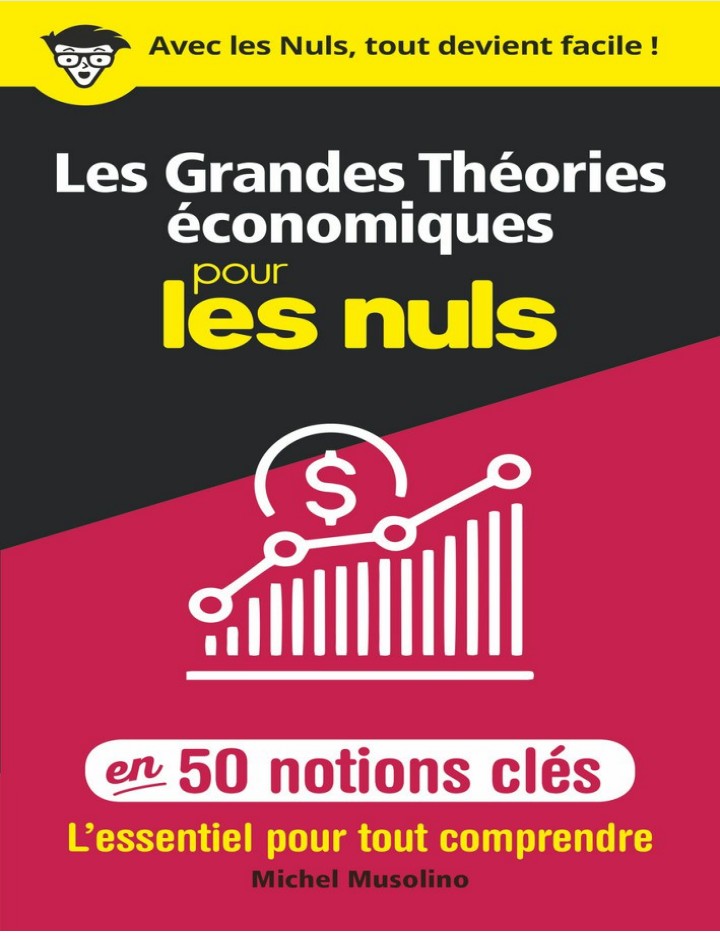 Avec les Nuls, tout devient facile !
Les Grandes Théories
économiques
pour
les nuls
$
en 50 notions clés
L’essentiel pour tout comprendre
Michel Musolino